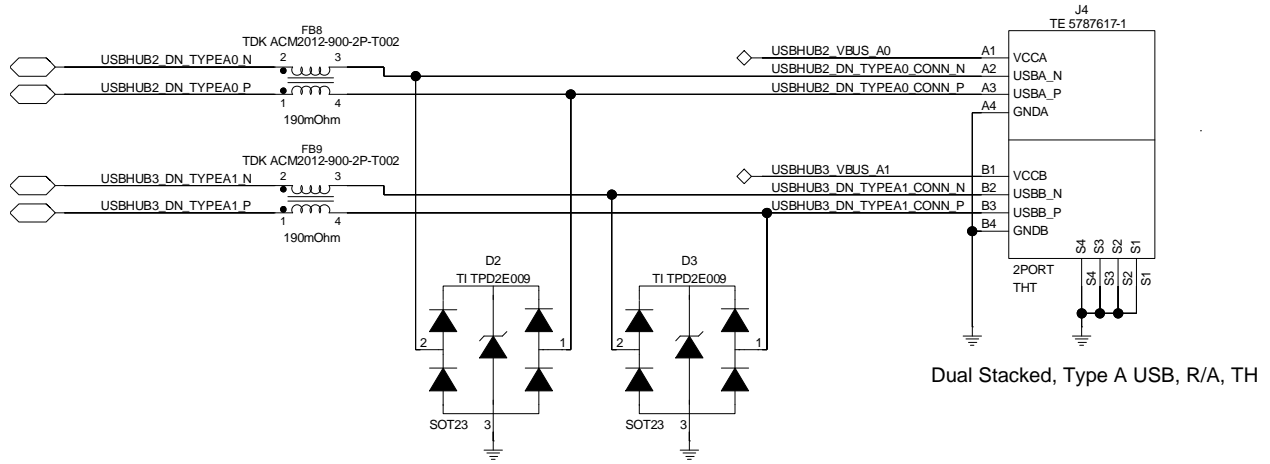 FB8
TDK ACM2012-900-2P-T002
USBHUB2_DN_TYPEA0_N
2
3
USBHUB2_DN_TYPEA0_P
1
4
190mOhm
FB9
TDK ACM2012-900-2P-T002
USBHUB3_DN_TYPEA1_N
2
3
USBHUB3_DN_TYPEA1_P
1
4
190mOhm
J4
TE 5787617-1
USBHUB2_VBUS_A0
A1
VCCA
USBHUB2_DN_TYPEA0_CONN_N
A2
USBA_N
USBHUB2_DN_TYPEA0_CONN_P
A3
USBA_P
A4
GNDA
USBHUB3_VBUS_A1
B1
VCCB
USBHUB3_DN_TYPEA1_CONN_N
B2
USBB_N
USBHUB3_DN_TYPEA1_CONN_P
B3
USBB_P
B4
GNDB
S4
S3
S2
S1
2PORT
THT
S4
S3
S2
S1
D2
TI TPD2E009
2
1
SOT23
3
D3
TI TPD2E009
2
1
SOT23
3
Dual Stacked, Type A USB, R/A, TH